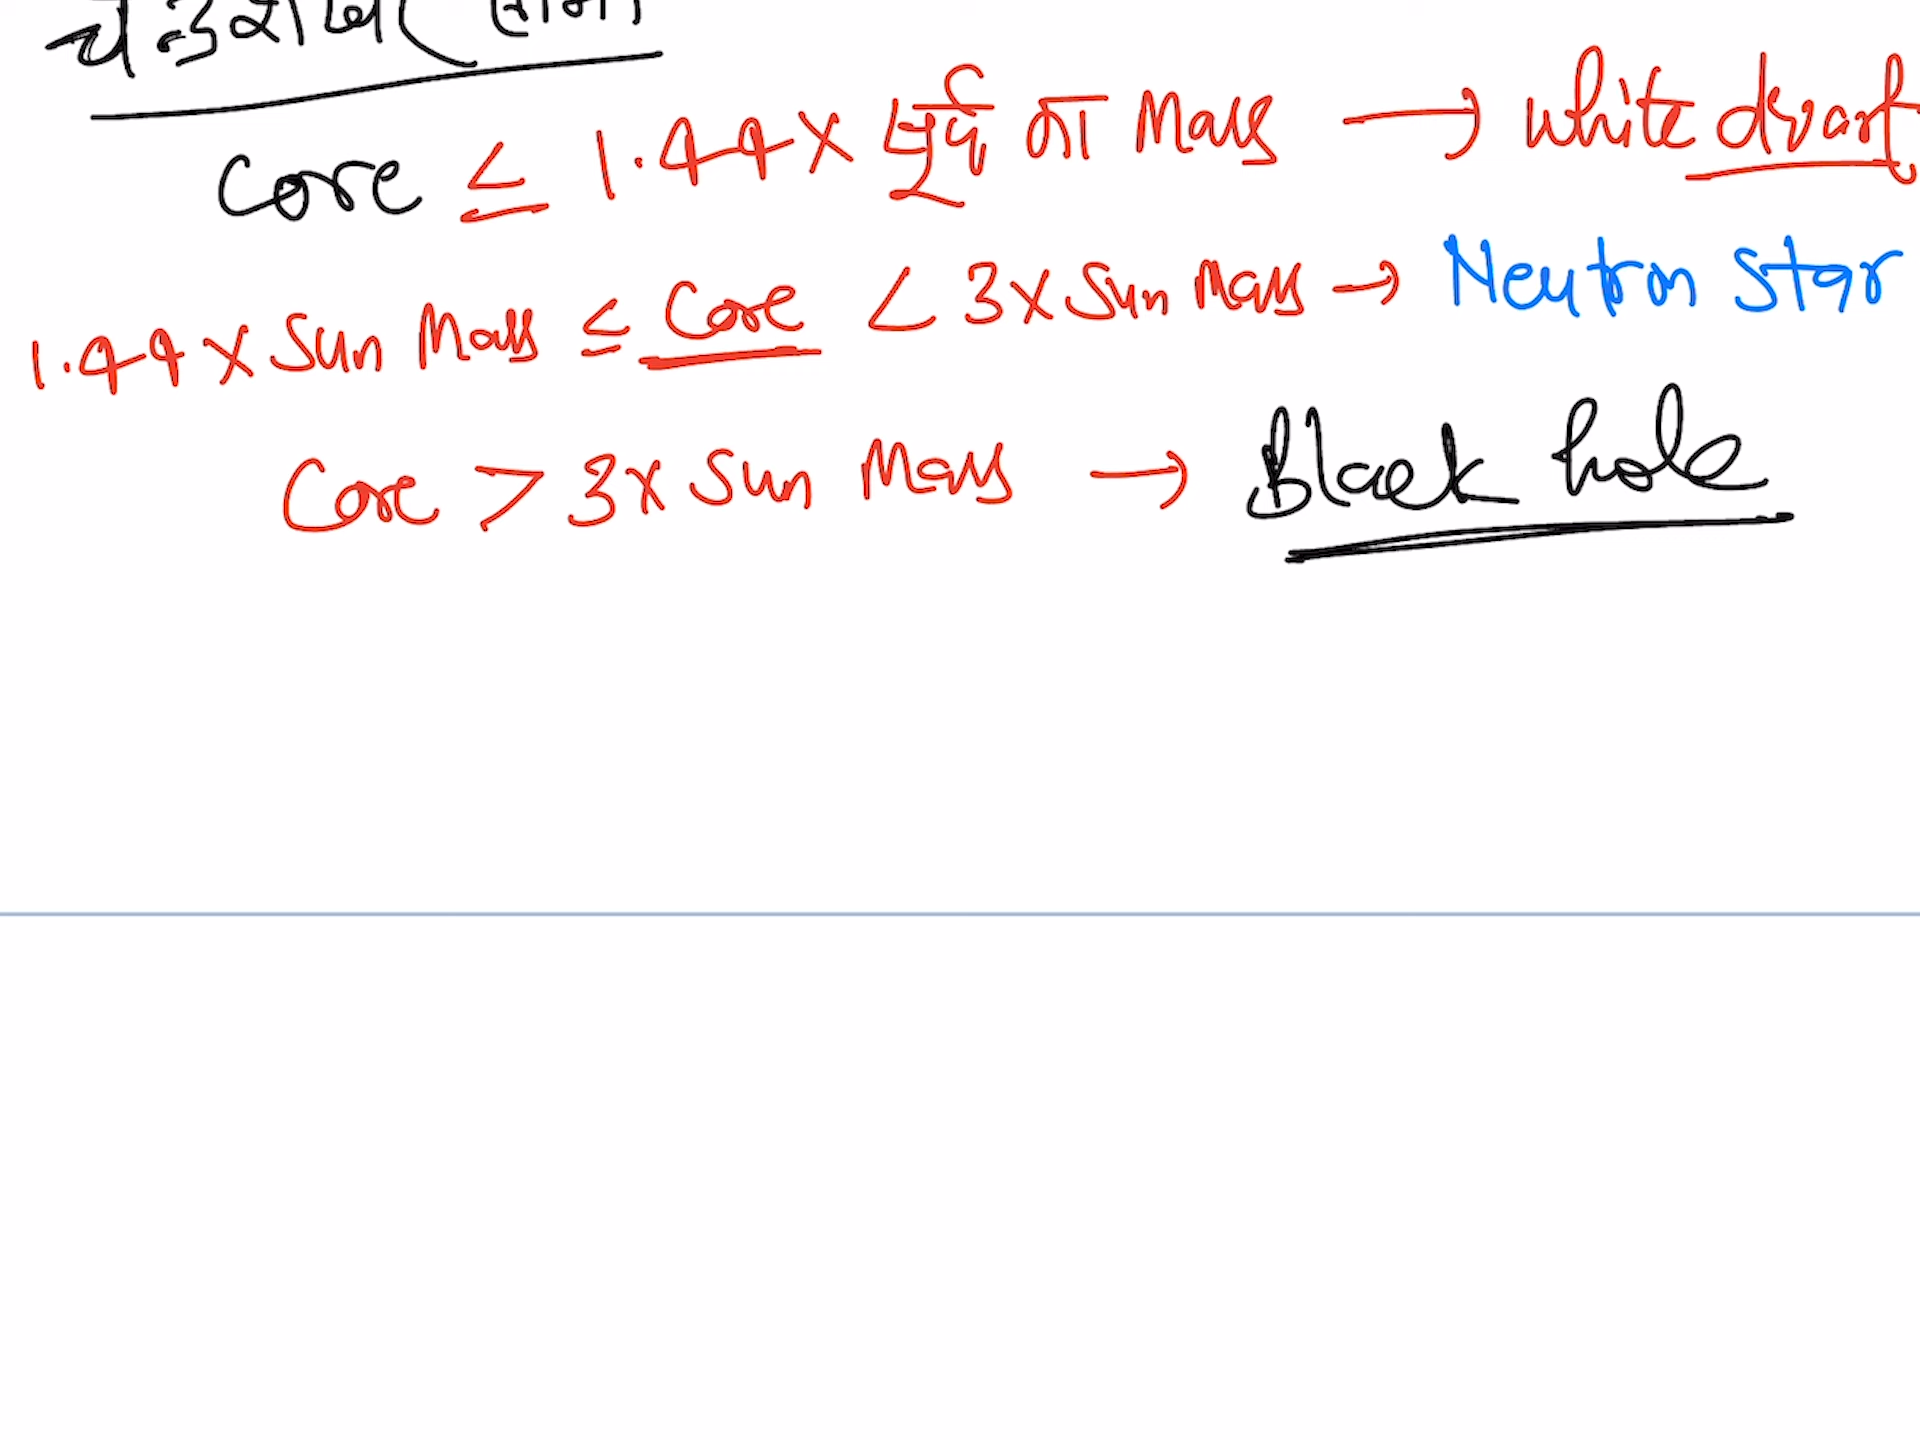 चन्द्रशेखर सीमा
Core ≤ 1.44 x सूर्य का Mass → white dwarf
1.44 x Sun Mass ≤ Core < 3 x Sun Mass → Neutron Star
Core > 3 x Sun Mass → Black hole